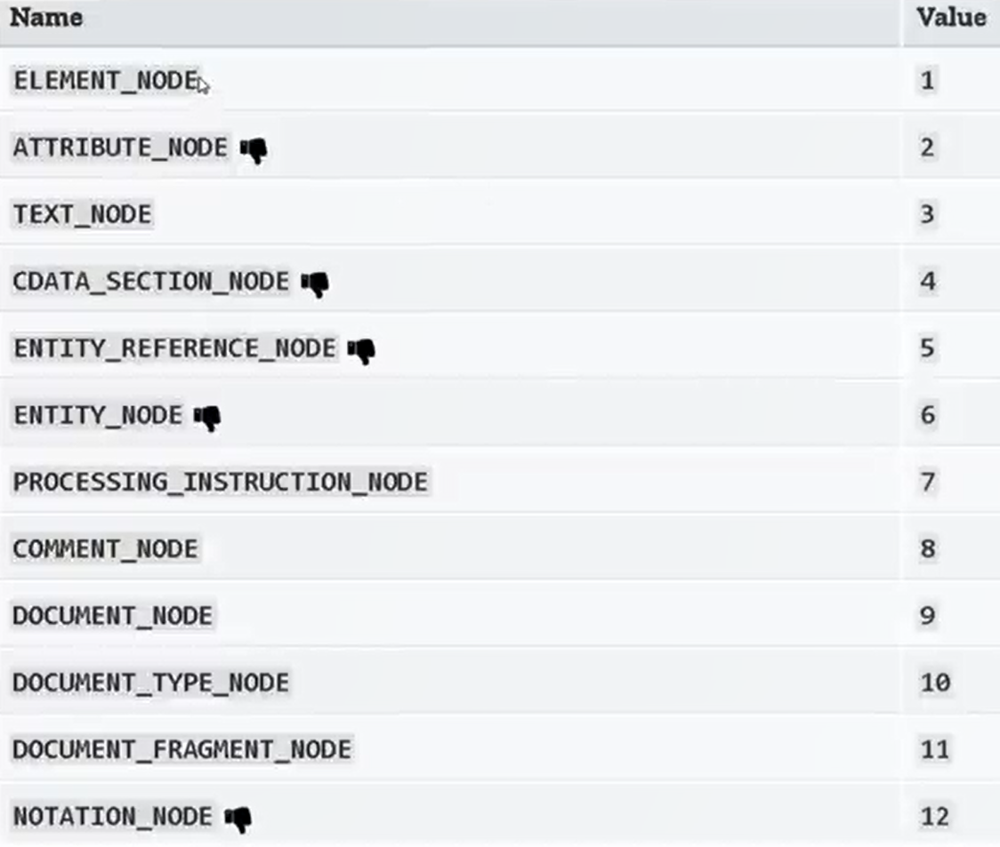 Name Value
ELEMENT_NODE 1
ATTRIBUTE_NODE 2
TEXT_NODE 3
CDATA_SECTION_NODE 4
ENTITY_REFERENCE_NODE 5
ENTITY_NODE 6
PROCESSING_INSTRUCTION_NODE 7
COMMENT_NODE 8
DOCUMENT_NODE 9
DOCUMENT_TYPE_NODE 10
DOCUMENT_FRAGMENT_NODE 11
NOTATION_NODE 12